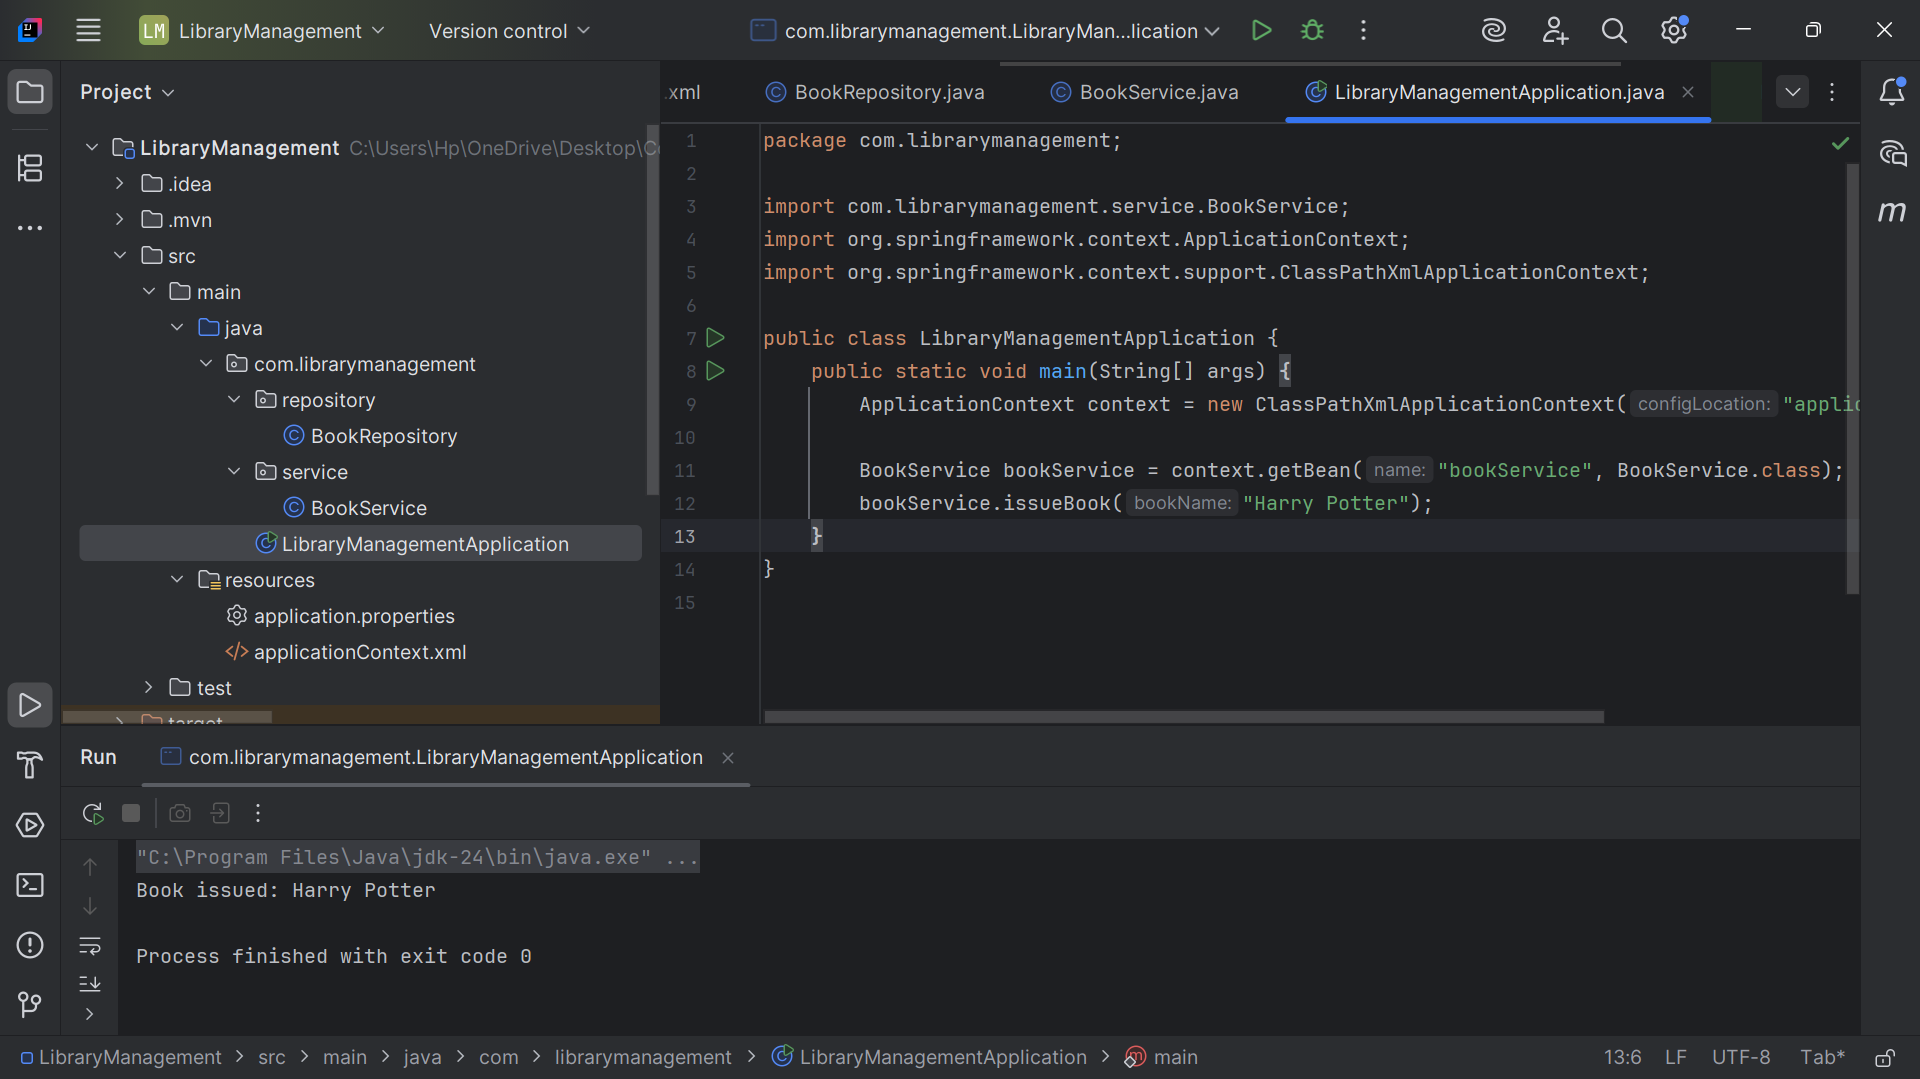 LM LibraryManagement Version control com.librarymanagement.LibraryMan...lication
Project
LibraryManagement C:\Users\Hp\OneDrive\Desktop\C
.idea
.mvn
src
main
java
com.librarymanagement
repository
BookRepository
service
BookService
LibraryManagementApplication
resources
application.properties
applicationContext.xml
test
target
.xml BookRepository.java BookService.java LibraryManagementApplication.java
1 package com.librarymanagement;
2
3 import com.librarymanagement.service.BookService;
4 import org.springframework.context.ApplicationContext;
5 import org.springframework.context.support.ClassPathXmlApplicationContext;
6
7 public class LibraryManagementApplication {
8 public static void main(String[] args) {
9 ApplicationContext context = new ClassPathXmlApplicationContext( configLocation: "applic
10
11 BookService bookService = context.getBean( name: "bookService", BookService.class);
12 bookService.issueBook( bookName: "Harry Potter");
13 }
14 }
15
Run com.librarymanagement.LibraryManagementApplication
"C:\Program Files\Java\jdk-24\bin\java.exe" ...
Book issued: Harry Potter
Process finished with exit code 0
LibraryManagement > src > main > java > com > librarymanagement > LibraryManagementApplication > main 13:6 LF UTF-8 Tab*